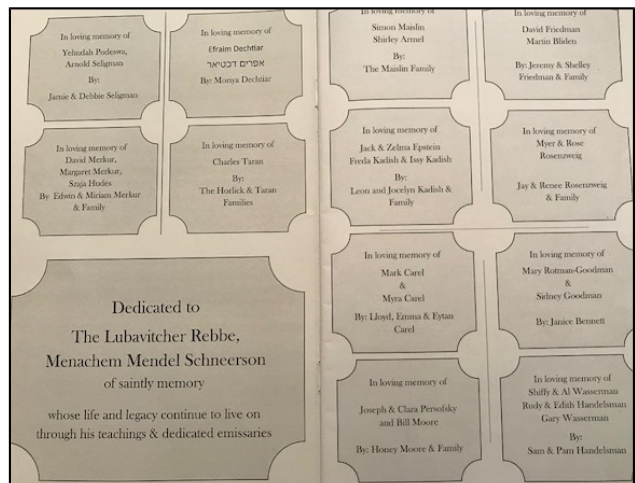 In loving memory of
Yehudah Podeswa,
Arnold Seligman
By:
Jamie & Debbie Seligman
In loving memory of
Efraim Dechtiar
אפרים דכטיאר
By: Moriya Dechtiar
In loving memory of
David Merkur,
Margaret Merkur,
Szaja Hudes
By Edwin & Miriam Merkur
& Family
In loving memory of
Charles Taran
By:
The Horlick & Taran
Families
Dedicated to
The Lubavitcher Rebbe,
Menachem Mendel Schneerson
of saintly memory
whose life and legacy continue to live on
through his teachings & dedicated emissaries
In loving memory of
Simon Maislin
Shirley Armel
By:
The Maislin Family
In loving memory of
David Friedman
Martin Bliden
By: Jeremy & Shelley
Friedman & Family
In loving memory of
Jack & Zelma Epstein
Freda Kadish & Issy Kadish
By:
Leon and Jocelyn Kadish &
Family
In loving memory of
Myer & Rose
Rosenzweig
Jay & Renee Rosenzweig
& Family
In loving memory of
Mark Carel
&
Myra Carel
By: Lloyd, Emma & Eytan
Carel
In loving memory of
Mary Rotman-Goodman
&
Sidney Goodman
By: Janice Bennett
In loving memory of
Joseph & Clara Persofsky
and Bill Moore
By: Honey Moore & Family
In loving memory of
Shiffy & Al Wasserman
Rudy & Edith Handelsman
Gary Wasserman
By:
Sam & Pam Handelsman